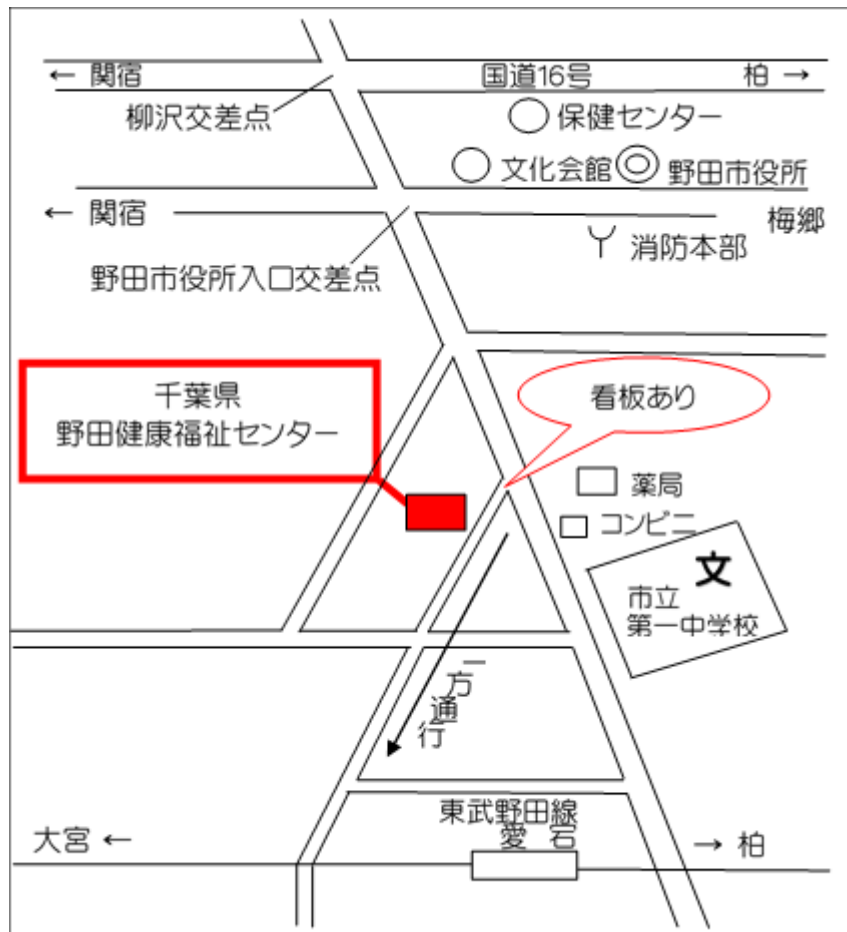 ← 関宿
国道16号
柏 →
柳沢交差点
保健センター
文化会館
野田市役所
← 関宿
梅郷
消防本部
野田市役所入口交差点
千葉県
野田健康福祉センター
看板あり
薬局
コンビニ
文
市立
第一中学校
一方通行
東武野田線
愛宕
大宮 ←
→ 柏